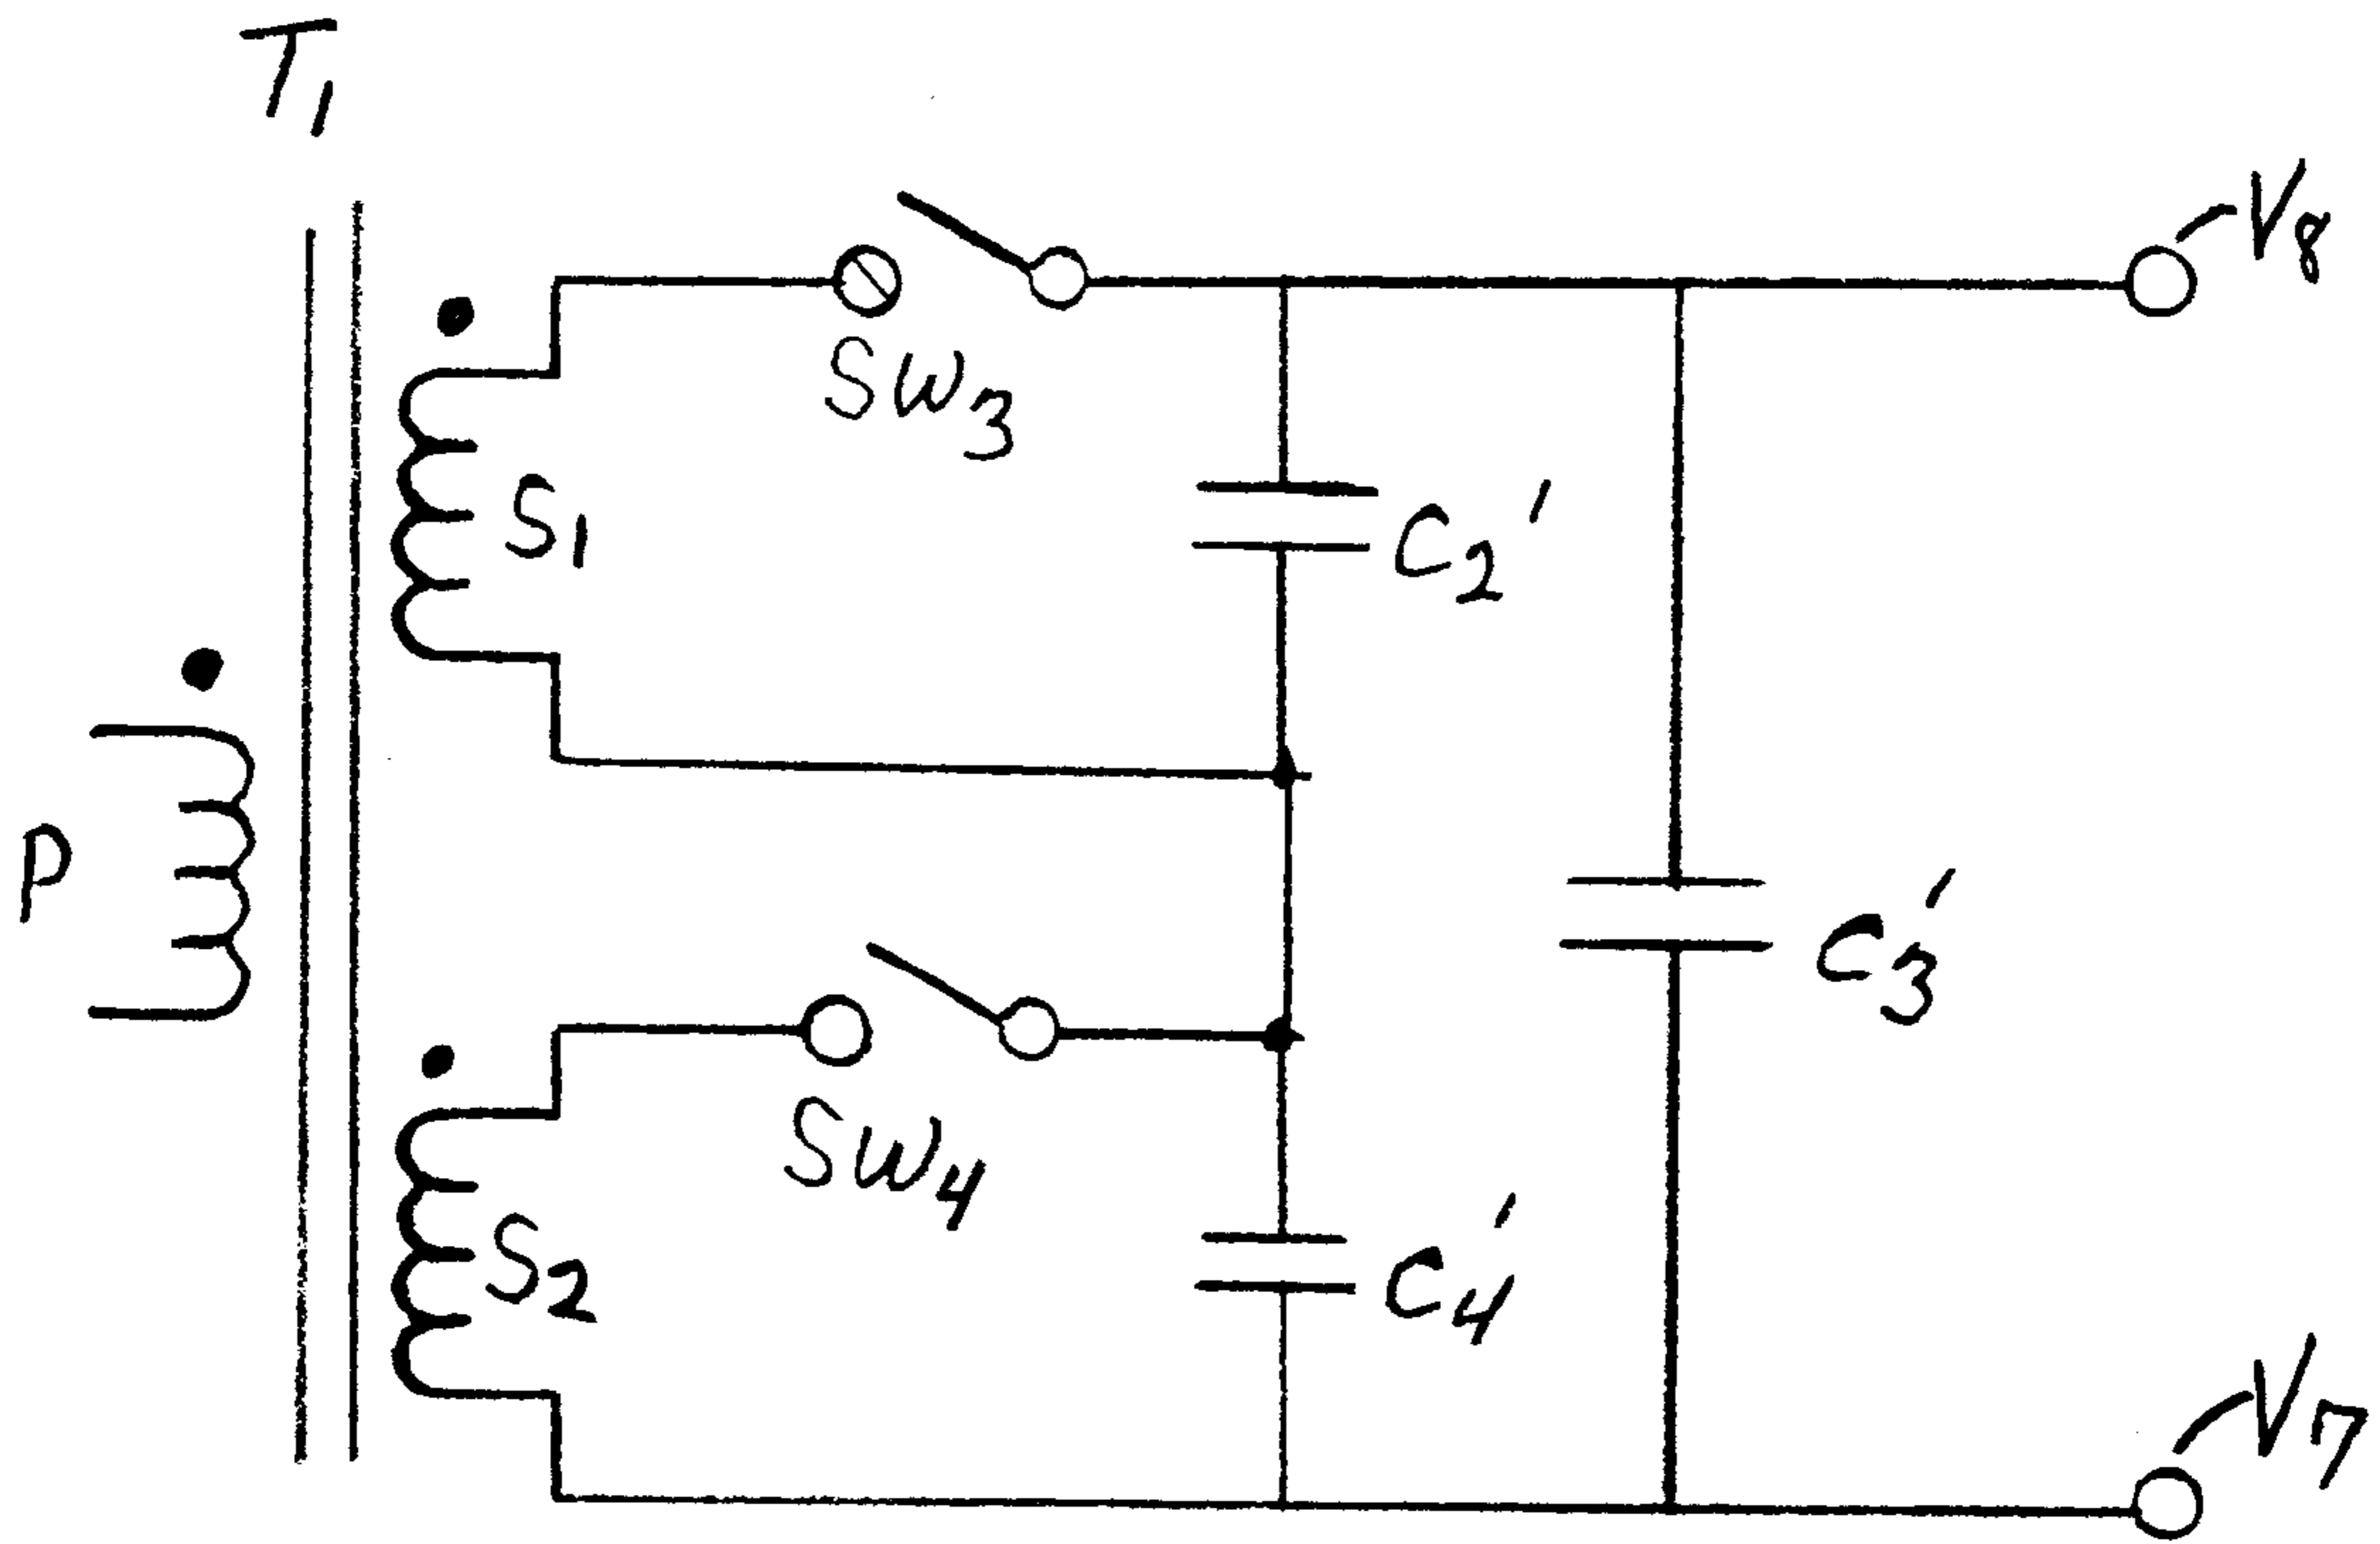 T₁
V₈
SW₃
S₁
C₂'
P
C₃'
SW₄
S₂
C₄'
V₇